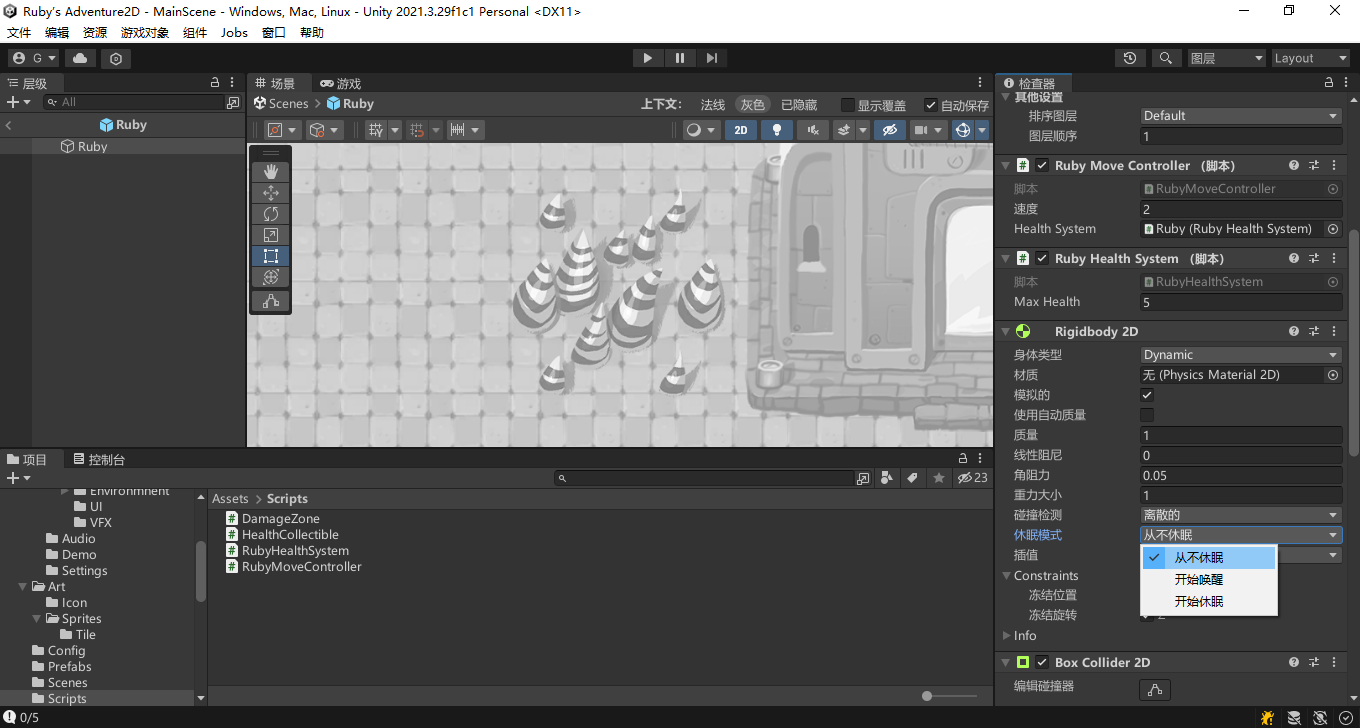 Ruby's Adventure2D - MainScene - Windows, Mac, Linux - Unity 2021.3.29f1c1 Personal <DX11>
文件 编辑 资源 游戏对象 组件 Jobs 窗口 帮助
G
图层
Layout
层级
All
Ruby
Ruby
场景 游戏
Scenes Ruby
上下文: 法线 灰色 已隐藏 显示覆盖 自动保存
2D
项目 控制台
23
Environmnent
UI
VFX
Audio
Demo
Settings
Art
Icon
Sprites
Tile
Config
Prefabs
Scenes
Scripts
Assets > Scripts
DamageZone
HealthCollectible
RubyHealthSystem
RubyMoveController
检查器
其他设置
排序图层 Default
图层顺序 1
Ruby Move Controller (脚本)
脚本 RubyMoveController
速度 2
Health System Ruby (Ruby Health System)
Ruby Health System (脚本)
脚本 RubyHealthSystem
Max Health 5
Rigidbody 2D
身体类型 Dynamic
材质 无 (Physics Material 2D)
模拟的
使用自动质量
质量 1
线性阻尼 0
角阻力 0.05
重力大小 1
碰撞检测 离散的
休眠模式 从不休眠
插值
从不休眠
开始唤醒
开始休眠
Constraints
冻结位置
冻结旋转
Info
Box Collider 2D
编辑碰撞器
0/5